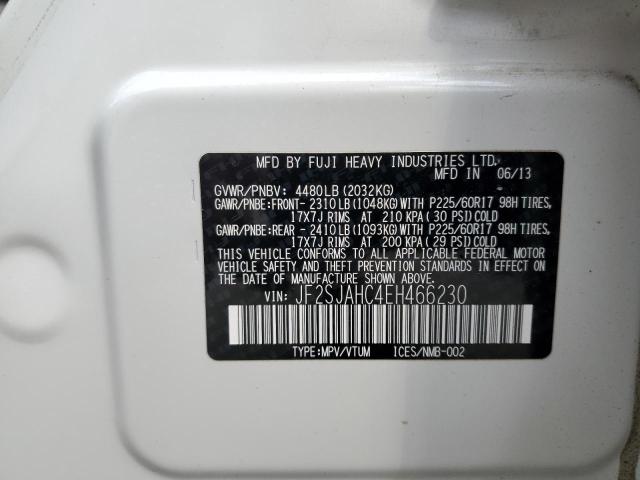 MFD BY FUJI HEAVY INDUSTRIES LTD.
MFD IN 06/13
GVWR/PNBV: 4480LB(2032KG)
GAWR/PNBE:FRONT-2310LB(1048KG)WITH P225/60R17 98H TIRES,
17X7J RIMS AT 210 KPA(30 PSI)COLD
GAWR/PNBE:REAR -2410LB(1093KG)WITH P225/60R17 98H TIRES,
17X7J RIMS AT 200 KPA(29 PSI)COLD
THIS VEHICLE CONFORMS TO ALL APPLICABLE FEDERAL MOTOR
VEHICLE SAFETY AND THEFT PREVENTION STANDARDS IN EFFECT
ON THE DATE OF MANUFACTURE SHOWN ABOVE.
VIN: JF2SJAHC4EH466230
TYPE:MPV/VTUM ICES/NMB-002